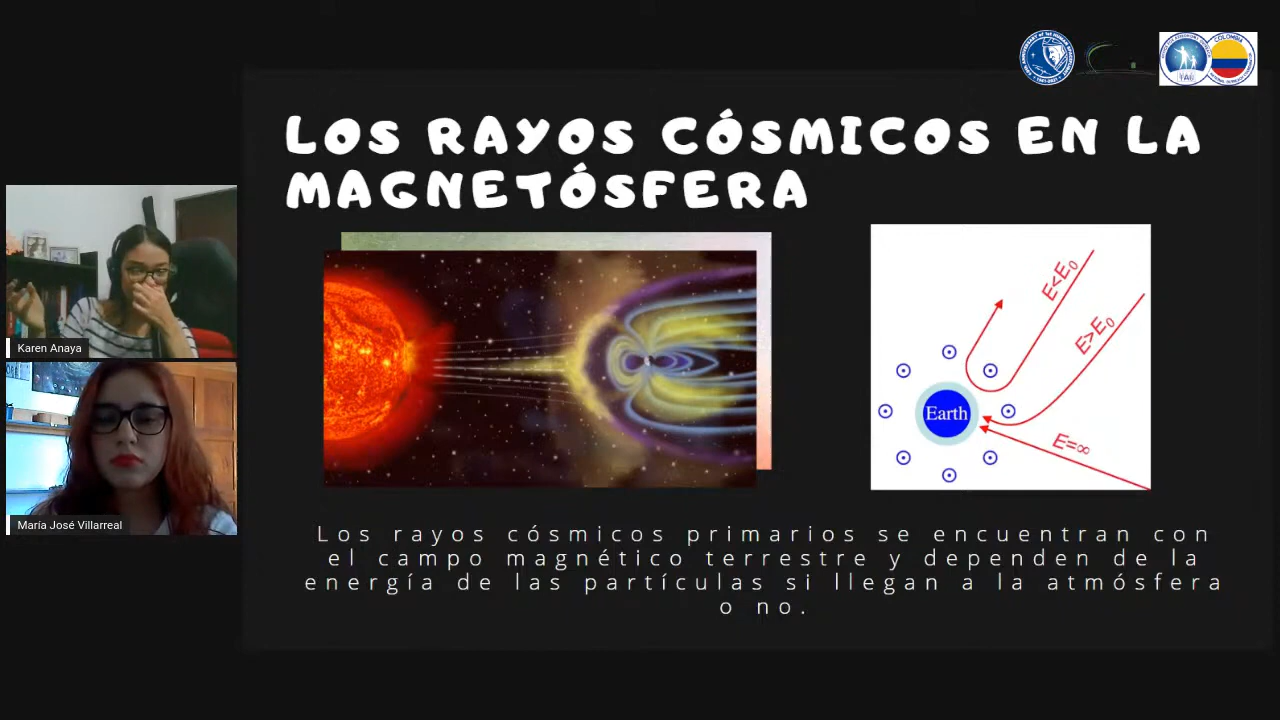 COLOMBIA
LOS RAYOS CÓSMICOS EN LA
MAGNETÓSFERA
Karen Anaya
María José Villarreal
E<E₀
E>E₀
Earth
E=∞
Los rayos cósmicos primarios se encuentran con
el campo magnético terrestre y dependen de la
energía de las partículas si llegan a la atmósfera
o no.